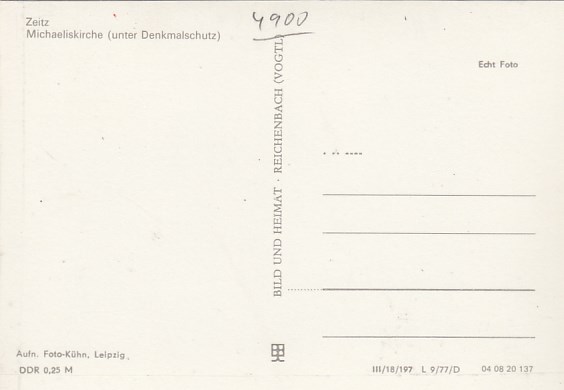 4900
Zeitz
Michaeliskirche (unter Denkmalschutz)
Echt Foto
BILD UND HEIMAT · REICHENBACH (VOGTL)
Aufn. Foto-Kühn, Leipzig
DDR 0,25 M
III/18/197 L 9/77/D 04 08 20 137